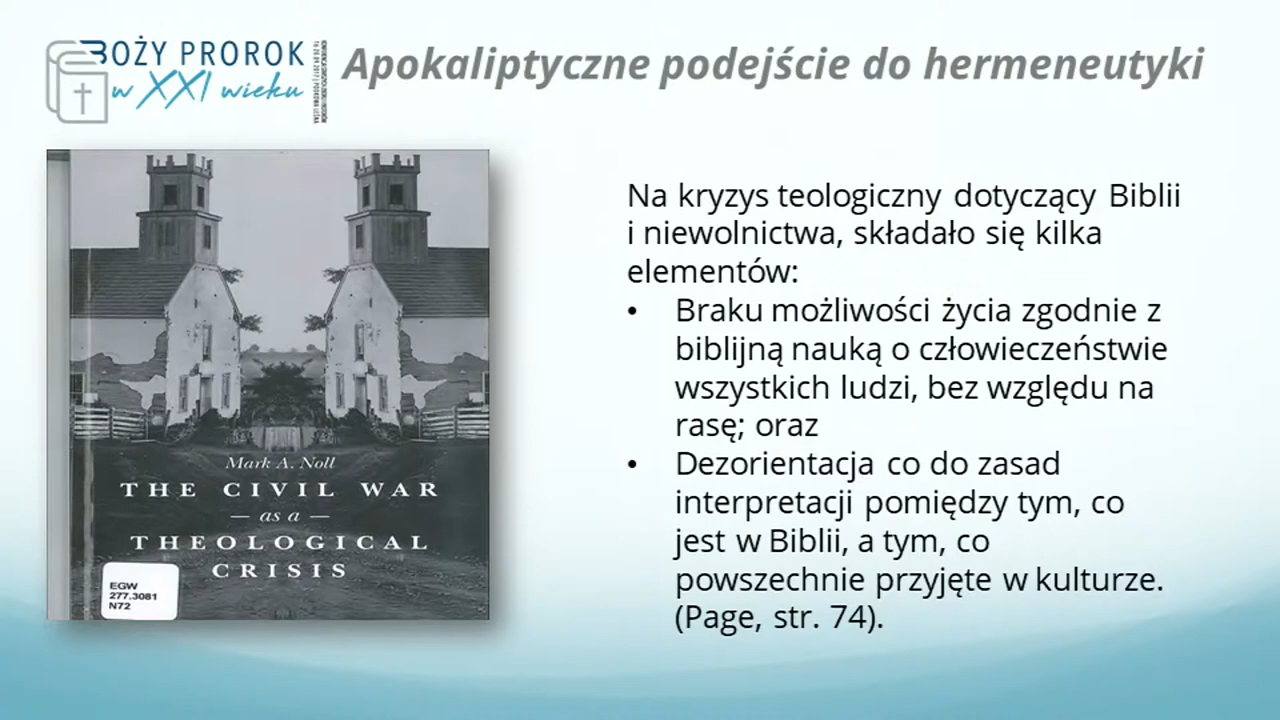 BOŻY PROROK
w XXI wieku
Apokaliptyczne podejście do hermeneutyki
Mark A. Noll
THE CIVIL WAR
— as a —
THEOLOGICAL
CRISIS
EGW
277.3081
N72
Na kryzys teologiczny dotyczący Biblii
i niewolnictwa, składało się kilka
elementów:
• Braku możliwości życia zgodnie z
biblijną nauką o człowieczeństwie
wszystkich ludzi, bez względu na
rasę; oraz
• Dezorientacja co do zasad
interpretacji pomiędzy tym, co
jest w Biblii, a tym, co
powszechnie przyjęte w kulturze.
(Page, str. 74).